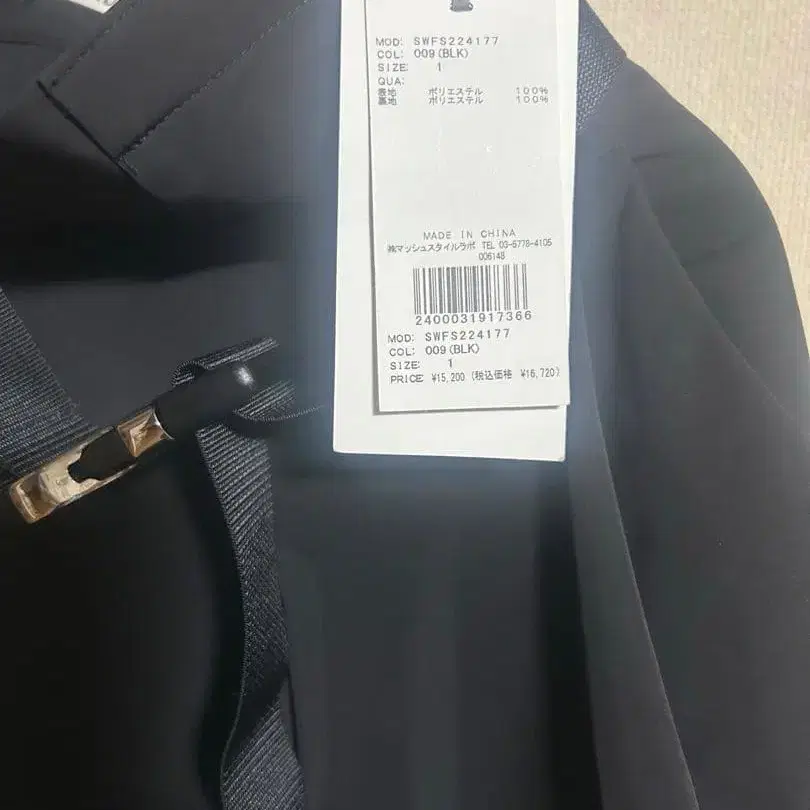 MOD: SWFS224177
COL: 009(BLK)
SIZE: 1
QUA:
表地 ポリエステル 100%
裏地 ポリエステル 100%
MADE IN CHINA
㈱マッシュスタイルラボ TEL 03-6778-4105
006148
2400031917366
MOD: SWFS224177
COL: 009(BLK)
SIZE: 1
PRICE: ¥15,200 (税込価格 ¥16,720)